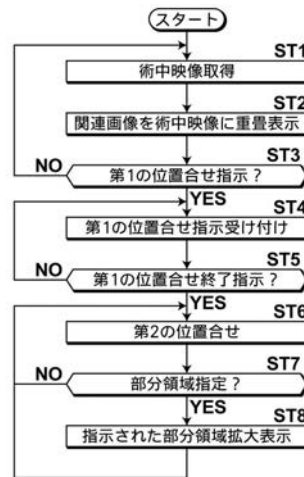 スタート
ST1
術中映像取得
ST2
関連画像を術中映像に重畳表示
ST3
NO
第1の位置合せ指示？
YES
ST4
第1の位置合せ指示受け付け
ST5
NO
第1の位置合せ終了指示？
YES
ST6
第2の位置合せ
ST7
NO
部分領域指定？
YES
ST8
指示された部分領域拡大表示